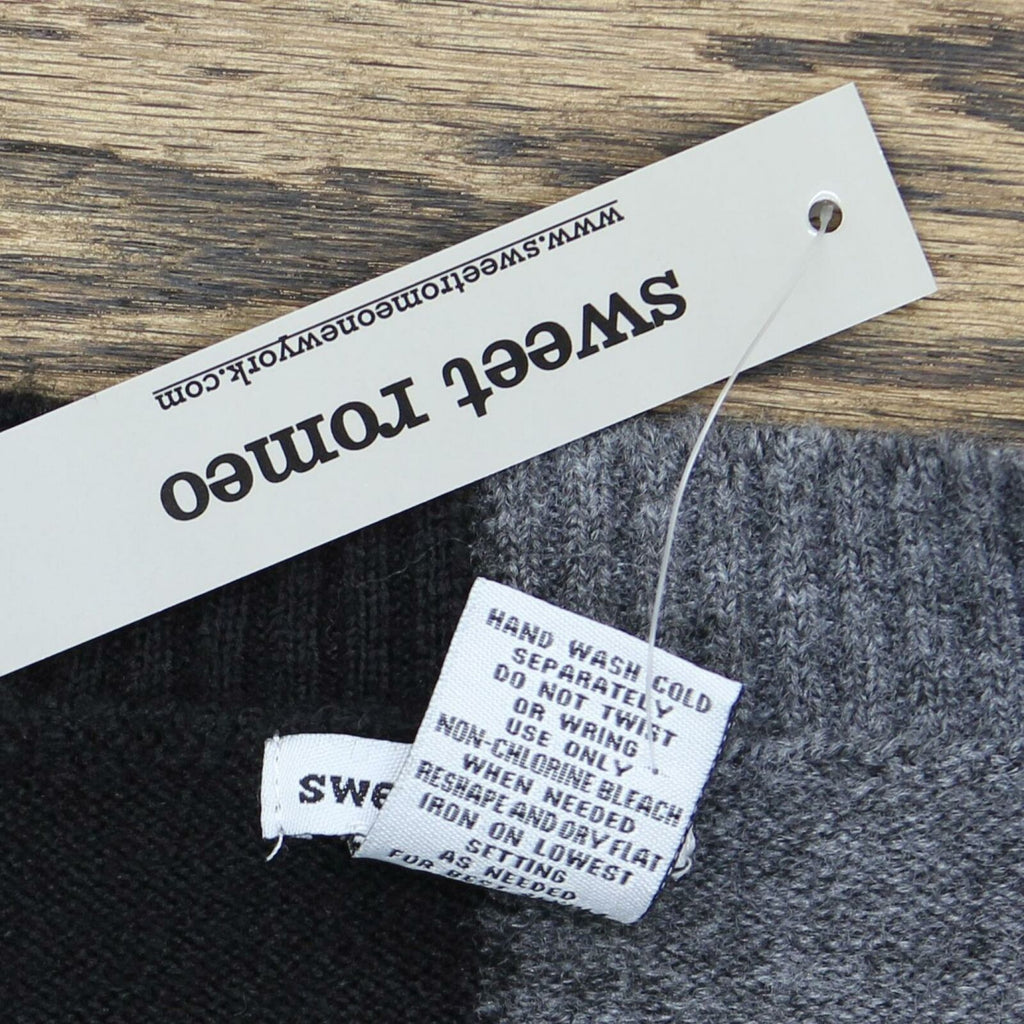 sweet romeo
www.sweetromeonewyork.com
swe
HAND WASH COLD
SEPARATELY
DO NOT TWIST
OR WRING
USE ONLY
NON-CHLORINE BLEACH
WHEN NEEDED
RESHAPE AND DRY FLAT
IRON ON LOWEST
SETTING
AS NEEDED
FOR